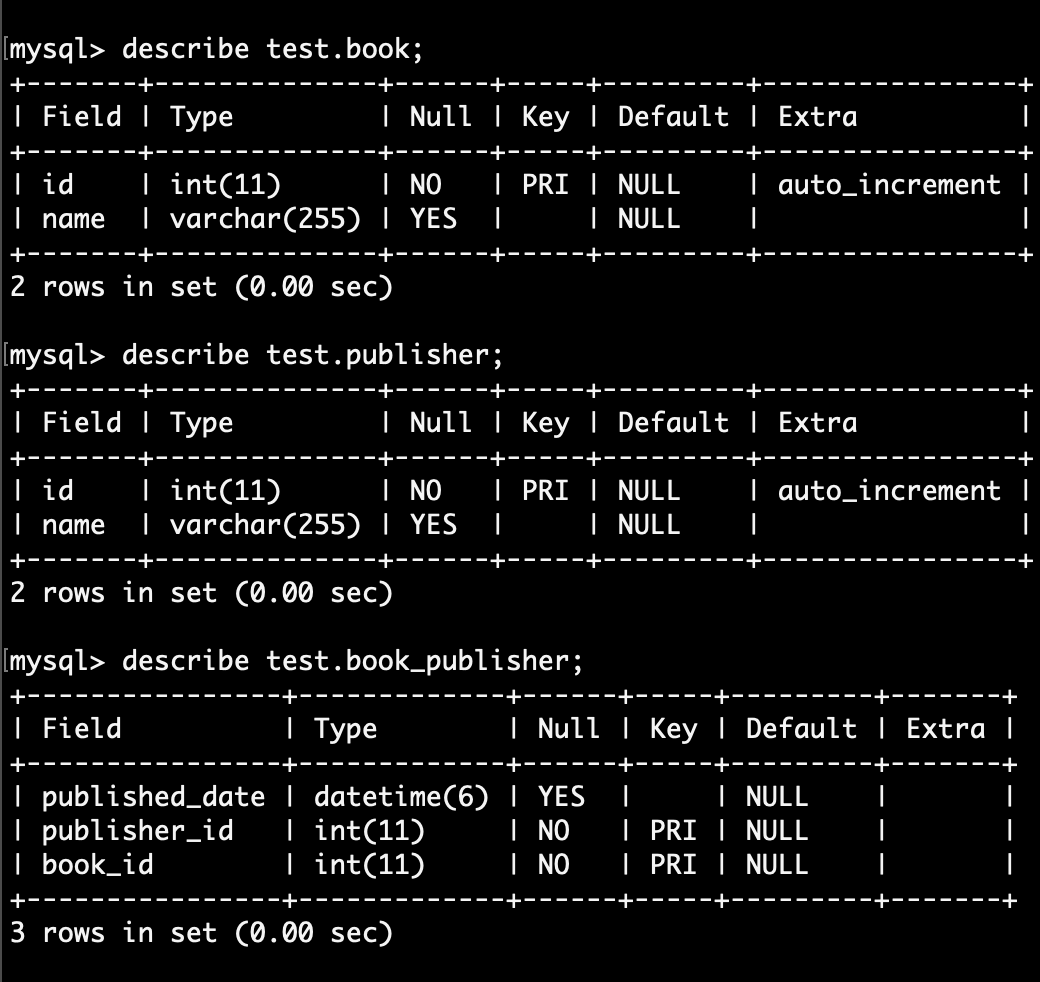 [mysql> describe test.book;
+-------+--------------+------+-----+---------+----------------+
| Field | Type         | Null | Key | Default | Extra          |
+-------+--------------+------+-----+---------+----------------+
| id    | int(11)      | NO   | PRI | NULL    | auto_increment |
| name  | varchar(255) | YES  |     | NULL    |                |
+-------+--------------+------+-----+---------+----------------+
2 rows in set (0.00 sec)
[mysql> describe test.publisher;
+-------+--------------+------+-----+---------+----------------+
| Field | Type         | Null | Key | Default | Extra          |
+-------+--------------+------+-----+---------+----------------+
| id    | int(11)      | NO   | PRI | NULL    | auto_increment |
| name  | varchar(255) | YES  |     | NULL    |                |
+-------+--------------+------+-----+---------+----------------+
2 rows in set (0.00 sec)
[mysql> describe test.book_publisher;
+----------------+-------------+------+-----+---------+-------+
| Field          | Type        | Null | Key | Default | Extra |
+----------------+-------------+------+-----+---------+-------+
| published_date | datetime(6) | YES  |     | NULL    |       |
| publisher_id   | int(11)     | NO   | PRI | NULL    |       |
| book_id        | int(11)     | NO   | PRI | NULL    |       |
+----------------+-------------+------+-----+---------+-------+
3 rows in set (0.00 sec)